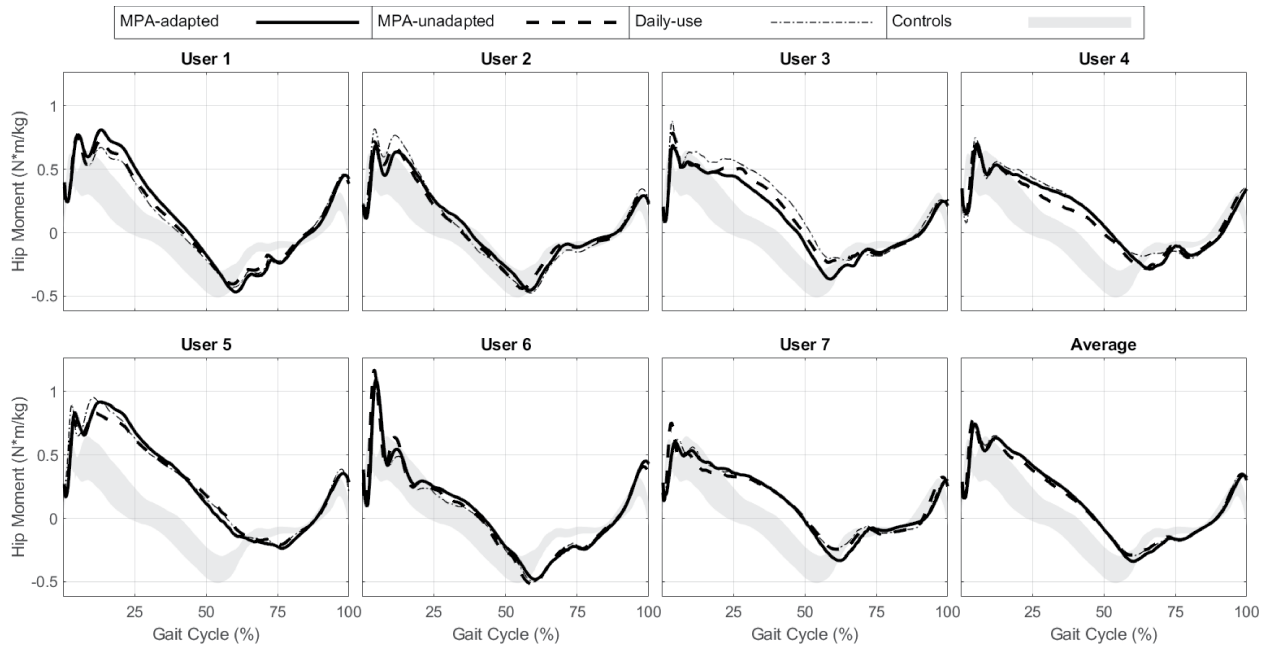 MPA-adapted MPA-unadapted Daily-use Controls
User 1 User 2 User 3 User 4
Hip Moment (N*m/kg)
1
0.5
0
-0.5
User 5 User 6 User 7 Average
Hip Moment (N*m/kg)
1
0.5
0
-0.5
0 25 50 75 100 25 50 75 100 25 50 75 100 25 50 75 100
Gait Cycle (%) Gait Cycle (%) Gait Cycle (%) Gait Cycle (%)